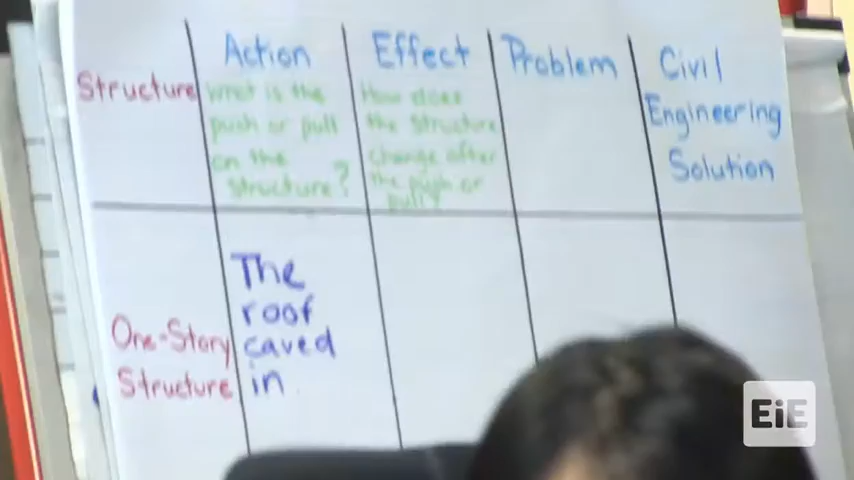 Structure
Action
What is the
push or pull
on the
structure?
Effect
How does
the structure
change after
the push or
pull?
Problem
Civil
Engineering
Solution
One-Story
Structure
The
roof
caved
in
EiE